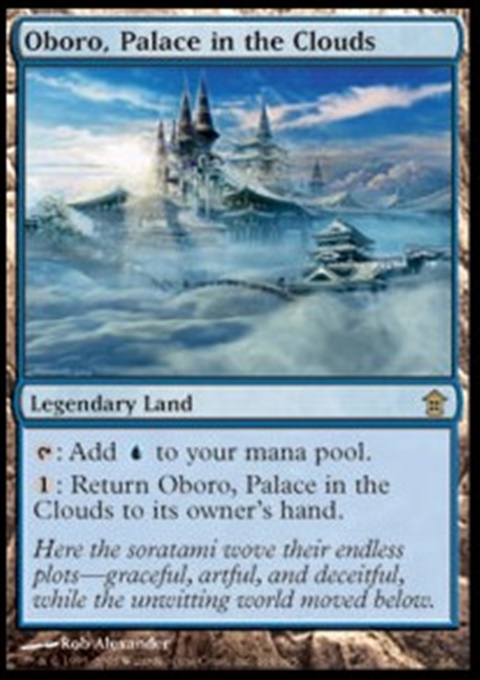 Oboro, Palace in the Clouds
Legendary Land
: Add to your mana pool.
1: Return Oboro, Palace in the
Clouds to its owner's hand.
Here the soratami wove their endless
plots—graceful, artful, and deceitful,
while the unwitting world moved below.
Rob Alexander